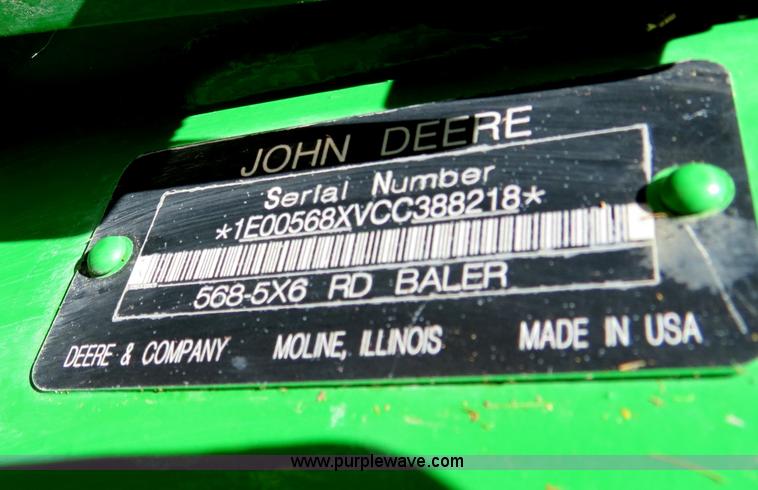 JOHN DEERE
Serial Number
*1E00568XVCC388218*
568-5X6 RD BALER
DEERE & COMPANY MOLINE, ILLINOIS MADE IN USA
www.purplewave.com